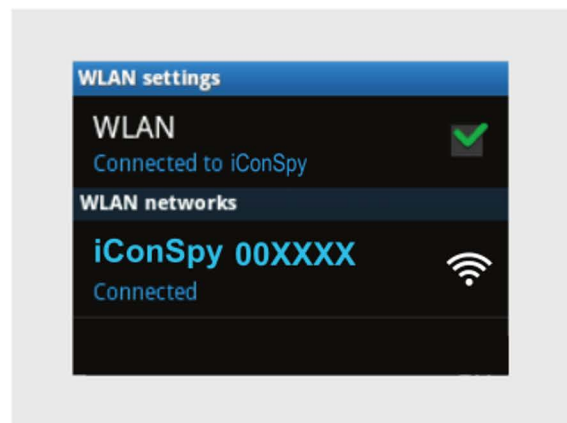 WLAN settings
WLAN
Connected to iConSpy
WLAN networks
iConSpy 00XXXX
Connected